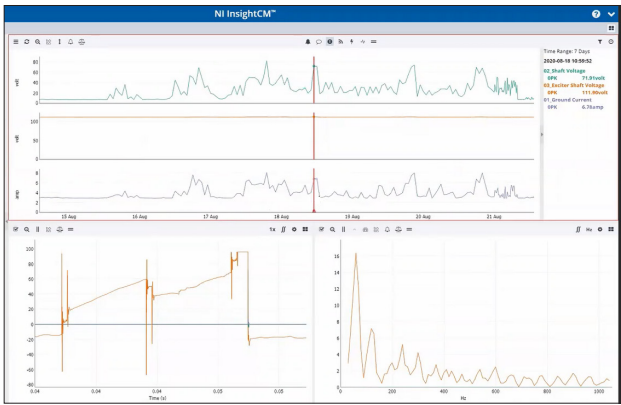 NI InsightCM™
Time Range: 7 Days
2020-08-18 10:59:52
02_Shaft Voltage
0PK 71.91volt
03_Exciter Shaft Voltage
0PK 111.90volt
01_Ground Current
0PK 6.76amp
80
60
40
20
0
volt
100
50
0
volt
8
6
4
2
0
amp
15 Aug 16 Aug 17 Aug 18 Aug 19 Aug 20 Aug 21 Aug
1x
Hz
100
80
60
40
20
0
-20
-40
-60
-80
0.04 0.04 0.04 0.05 0.05
Time (s)
16
14
12
10
8
6
4
2
0
0 200 400 600 800 1000
Hz